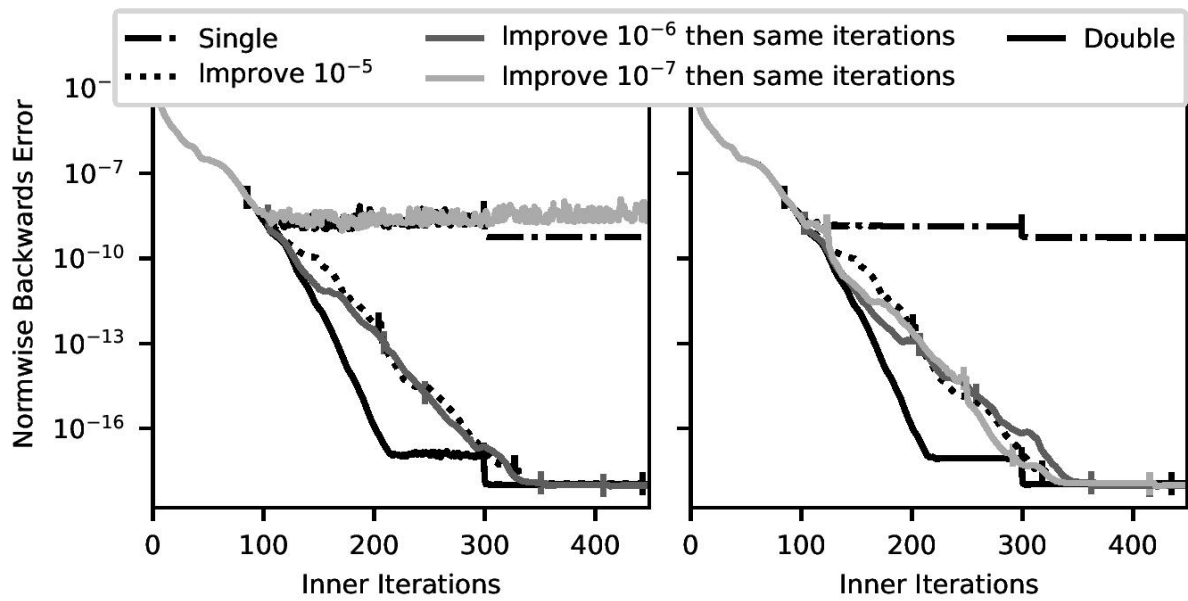 Single
Improve 10⁻⁵
Improve 10⁻⁶ then same iterations
Improve 10⁻⁷ then same iterations
Double
Normwise Backwards Error
10⁻
10⁻⁷
10⁻¹⁰
10⁻¹³
10⁻¹⁶
0 100 200 300 400
Inner Iterations
0 100 200 300 400
Inner Iterations